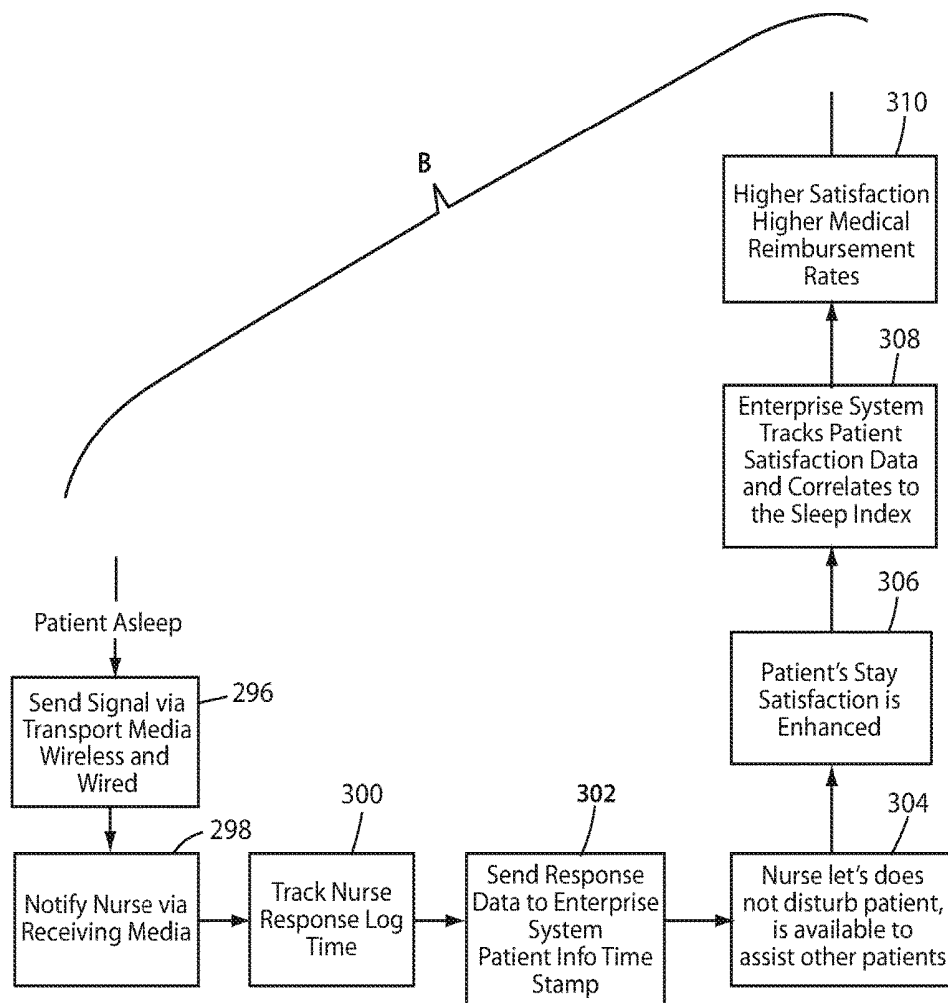 B
310
Higher Satisfaction
Higher Medical
Reimbursement
Rates
308
Enterprise System
Tracks Patient
Satisfaction Data
and Correlates to
the Sleep Index
306
Patient's Stay
Satisfaction is
Enhanced
Patient Asleep
296
Send Signal via
Transport Media
Wireless and
Wired
298
Notify Nurse via
Receiving Media
300
Track Nurse
Response Log
Time
302
Send Response
Data to Enterprise
System
Patient Info Time
Stamp
304
Nurse let's does
not disturb patient,
is available to
assist other patients